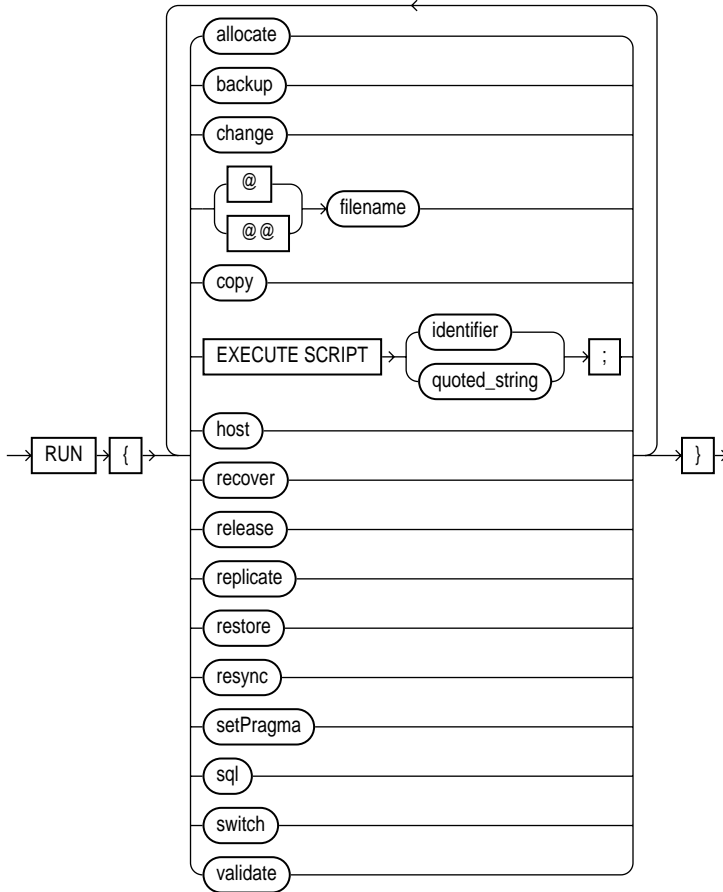 allocate
backup
change
@
filename
@@
copy
identifier
EXECUTE SCRIPT ;
quoted_string
host
RUN { }
recover
release
replicate
restore
resync
setPragma
sql
switch
validate